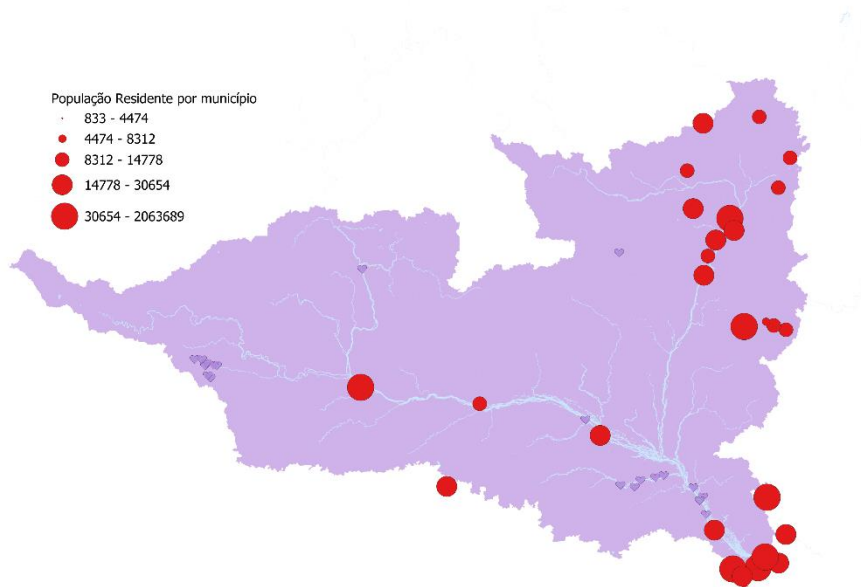 População Residente por município
833 - 4474
4474 - 8312
8312 - 14778
14778 - 30654
30654 - 2063689